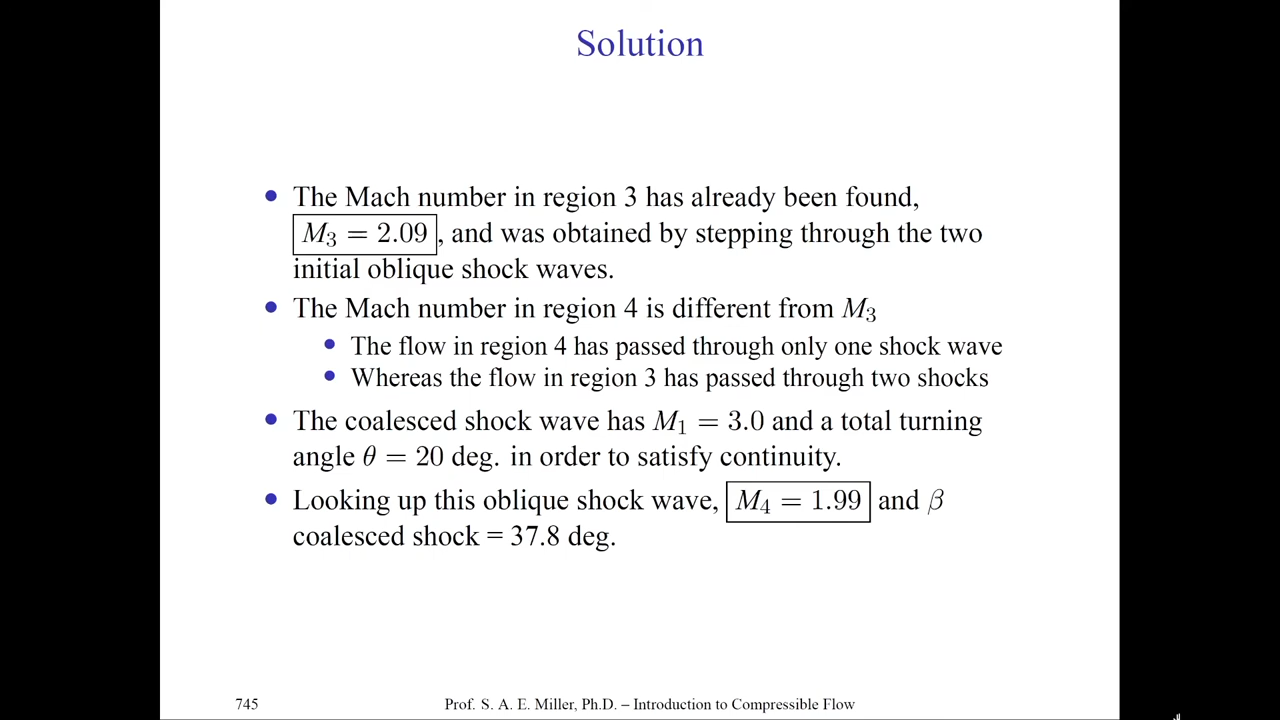 Solution
• The Mach number in region 3 has already been found,
M₃ = 2.09, and was obtained by stepping through the two
initial oblique shock waves.
• The Mach number in region 4 is different from M₃
• The flow in region 4 has passed through only one shock wave
• Whereas the flow in region 3 has passed through two shocks
• The coalesced shock wave has M₁ = 3.0 and a total turning
angle θ = 20 deg. in order to satisfy continuity.
• Looking up this oblique shock wave, M₄ = 1.99 and β
coalesced shock = 37.8 deg.
745 Prof. S. A. E. Miller, Ph.D. – Introduction to Compressible Flow